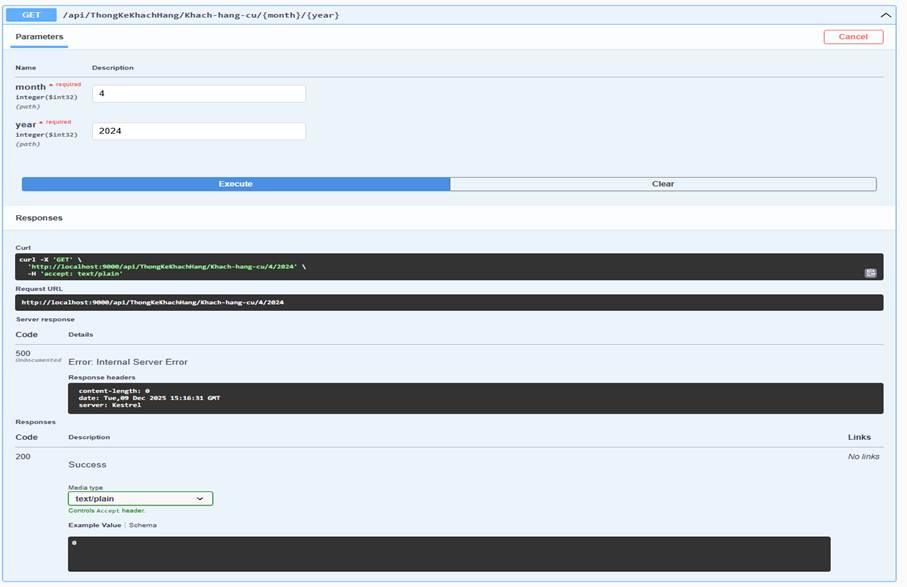 GET /api/ThongKeKhachHang/Khach-hang-cu/{month}/{year}
Parameters
Cancel
Name Description
month * required
integer($int32)
(path)
4
year * required
integer($int32)
(path)
2024
Execute Clear
Responses
Curl
curl -X 'GET' \
'http://localhost:9000/api/ThongKeKhachHang/Khach-hang-cu/4/2024' \
-H 'accept: text/plain'
Request URL
http://localhost:9000/api/ThongKeKhachHang/Khach-hang-cu/4/2024
Server response
Code Details
500
Undocumented
Error: Internal Server Error
Response headers
content-length: 0
date: Tue,09 Dec 2025 15:16:31 GMT
server: Kestrel
Responses
Code Description Links
200 No links
Success
Media type
text/plain
Controls Accept header.
Example Value | Schema
0